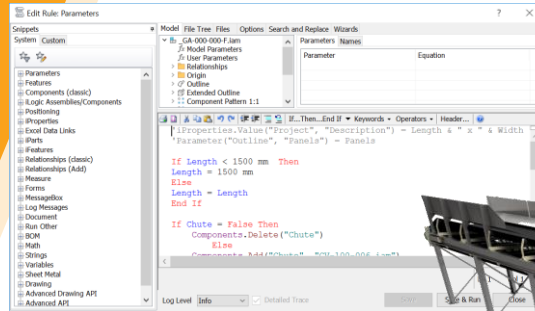 Edit Rule: Parameters
Snippets
System Custom
Parameters
Features
Components (classic)
iLogic Assemblies/Components
Positioning
iProperties
Excel Data Links
iParts
iFeatures
Relationships (classic)
Relationships (Add)
Measure
Forms
MessageBox
Log Messages
Document
Run Other
BOM
Math
Strings
Variables
Sheet Metal
Drawing
Advanced Drawing API
Advanced API
Model File Tree Files Options Search and Replace Wizards
_GA-000-000-F.iam
Model Parameters
User Parameters
Relationships
Origin
Outline
Extended Outline
Component Pattern 1:1
Parameters Names
Parameter Equation
If...Then...End If Keywords Operators Header...
'iProperties.Value("Project", "Description") = Length & " x " & Width
'Parameter("Outline", "Panels") = Panels
If Length < 1500 mm Then
Length = 1500 mm
Else
Length = Length
End If
If Chute = False Then
Components.Delete("Chute")
Else
Log Level Info Detailed Trace
Save & Run Close